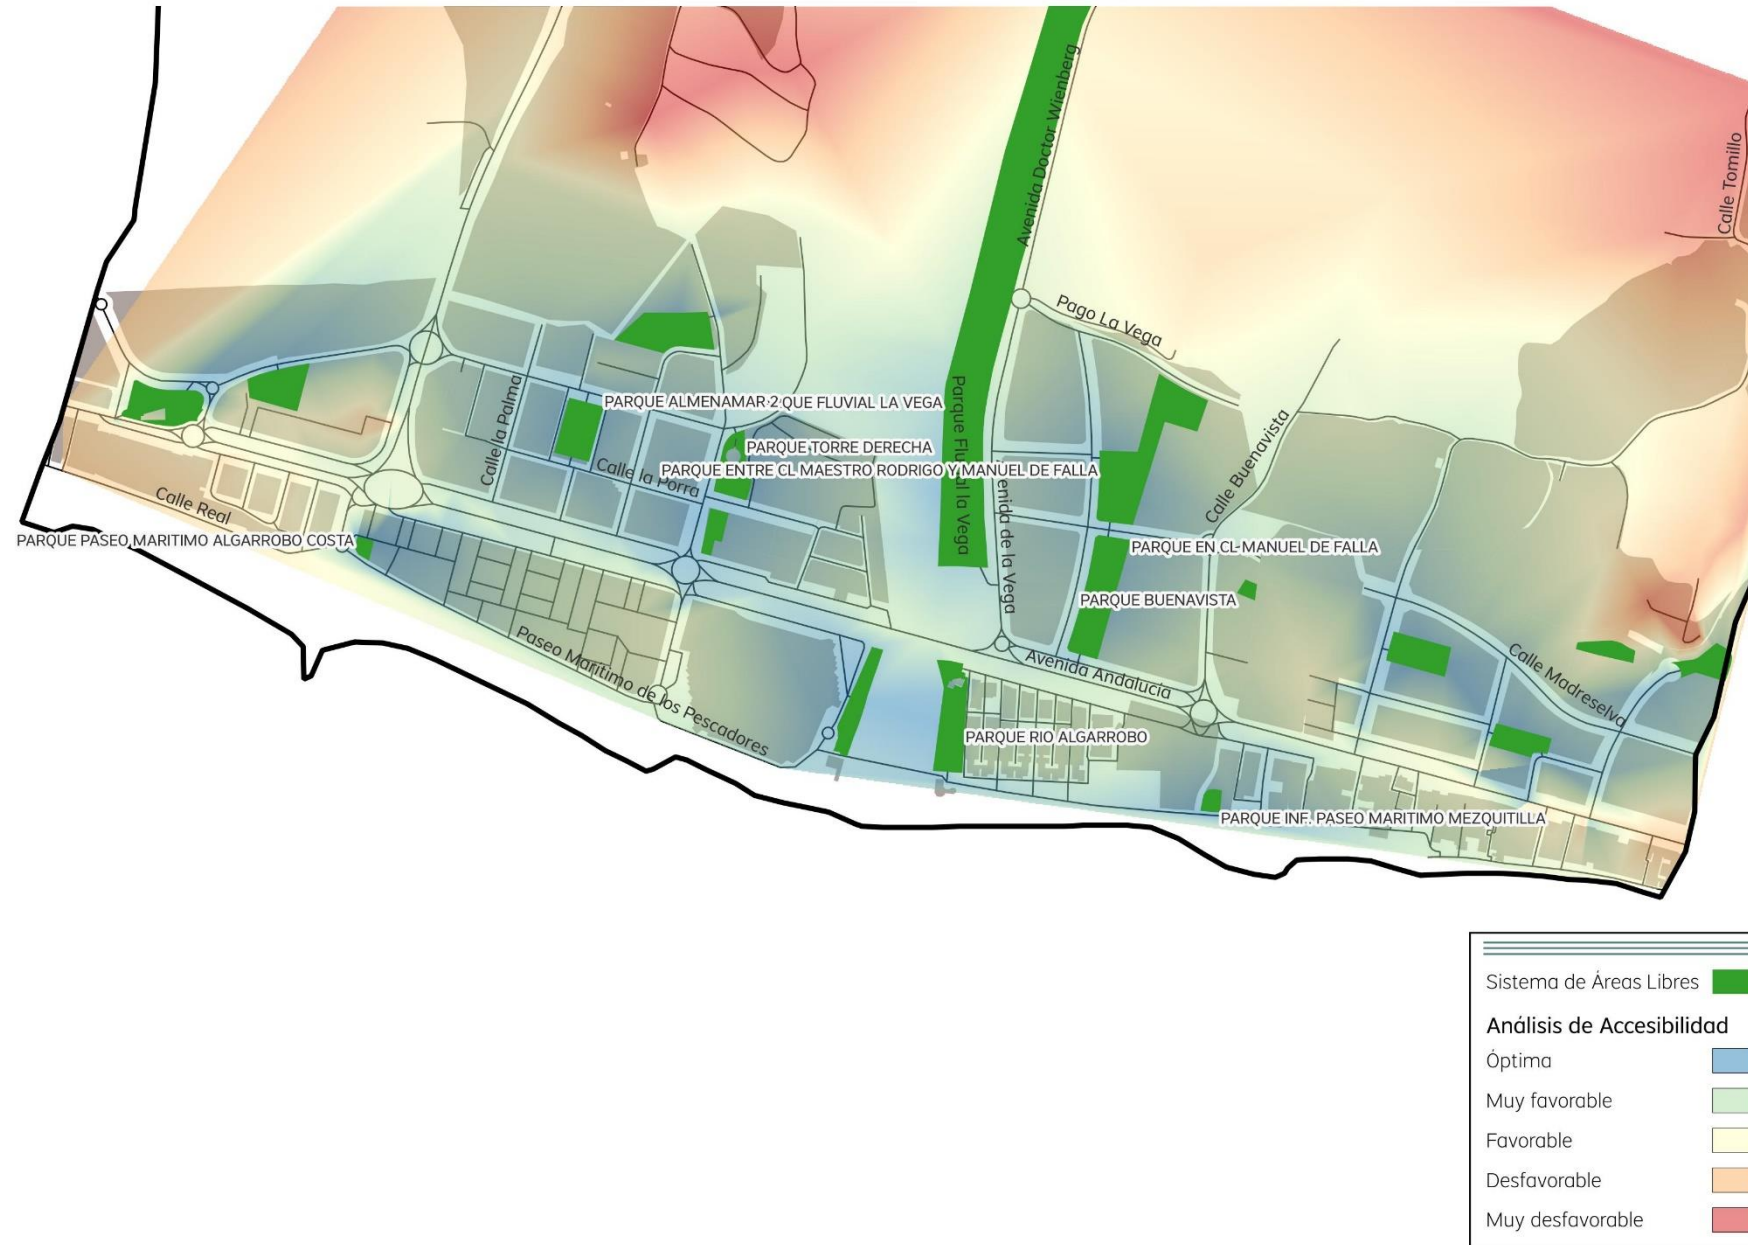 Avenida Doctor Wienberg
Calle Tomillo
Pago La Vega
Calle la Palma
PARQUE ALMENAMAR 2
QUE FLUVIAL LA VEGA
Parque Fluvial la Vega
PARQUE TORRE DERECHA
Calle la Porra
PARQUE ENTRE CL MAESTRO RODRIGO Y MANUEL DE FALLA
Calle Buenavista
Calle Real
PARQUE PASEO MARITIMO ALGARROBO COSTA
enida de la Vega
PARQUE EN CL MANUEL DE FALLA
PARQUE BUENAVISTA
Paseo Marítimo de los Pescadores
Avenida Andalucía
Calle Madreselva
PARQUE RIO ALGARROBO
PARQUE INF. PASEO MARITIMO MEZQUITILLA
Sistema de Áreas Libres
Análisis de Accesibilidad
Óptima
Muy favorable
Favorable
Desfavorable
Muy desfavorable